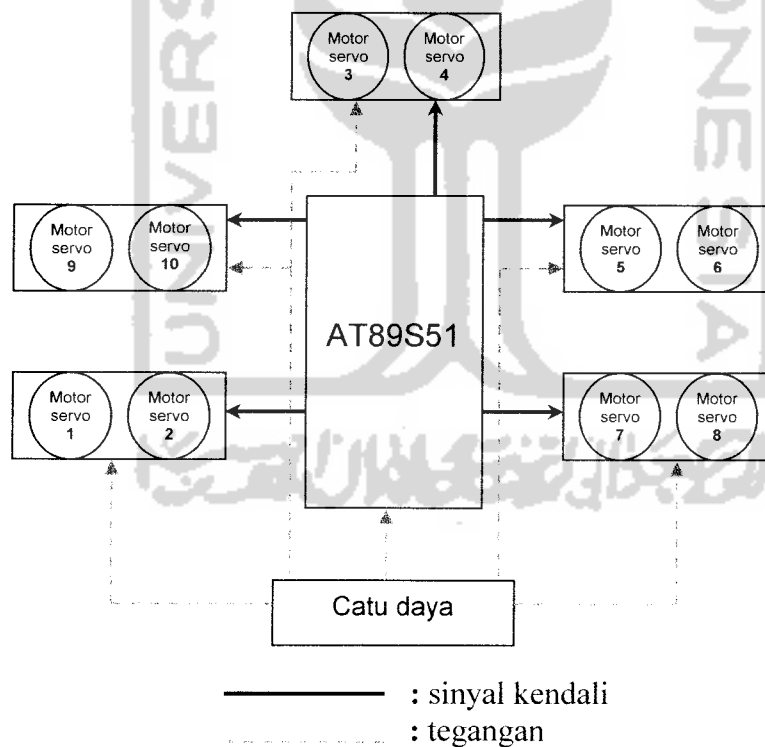 Motor
servo
3
Motor
servo
4
Motor
servo
9
Motor
servo
10
Motor
servo
5
Motor
servo
6
AT89S51
Motor
servo
1
Motor
servo
2
Motor
servo
7
Motor
servo
8
Catu daya
: sinyal kendali
: tegangan